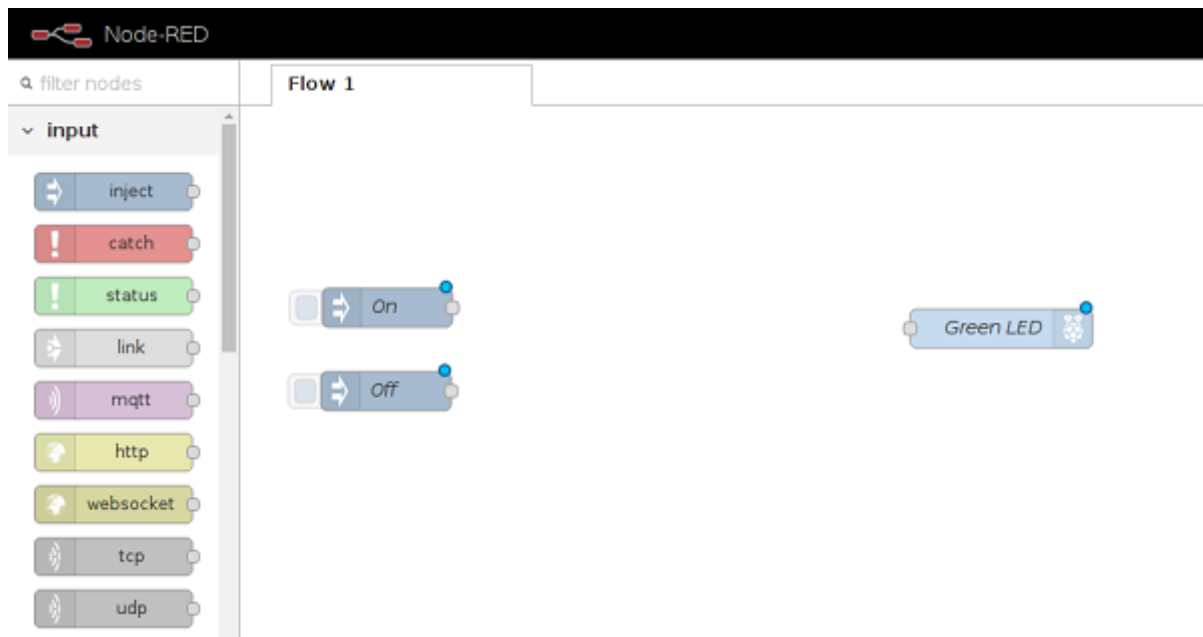 Node-RED
filter nodes
Flow 1
input
inject
catch
status
link
mqtt
http
websocket
tcp
udp
On
Off
Green LED